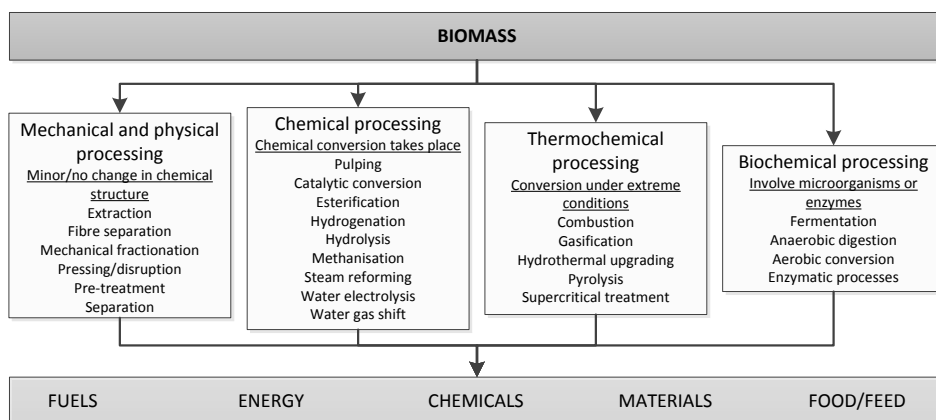 BIOMASS
Mechanical and physical
processing
Minor/no change in chemical
structure
Extraction
Fibre separation
Mechanical fractionation
Pressing/disruption
Pre-treatment
Separation
Chemical processing
Chemical conversion takes place
Pulping
Catalytic conversion
Esterification
Hydrogenation
Hydrolysis
Methanisation
Steam reforming
Water electrolysis
Water gas shift
Thermochemical
processing
Conversion under extreme
conditions
Combustion
Gasification
Hydrothermal upgrading
Pyrolysis
Supercritical treatment
Biochemical processing
Involve microorganisms or
enzymes
Fermentation
Anaerobic digestion
Aerobic conversion
Enzymatic processes
FUELS ENERGY CHEMICALS MATERIALS FOOD/FEED